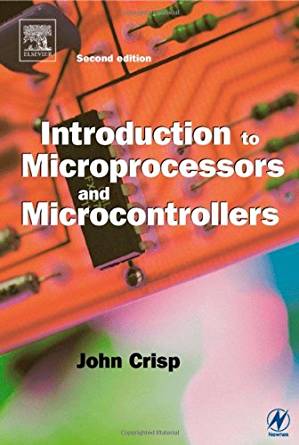 ELSEVIER
Second edition
Introduction to
Microprocessors
and
Microcontrollers
John Crisp
Newnes